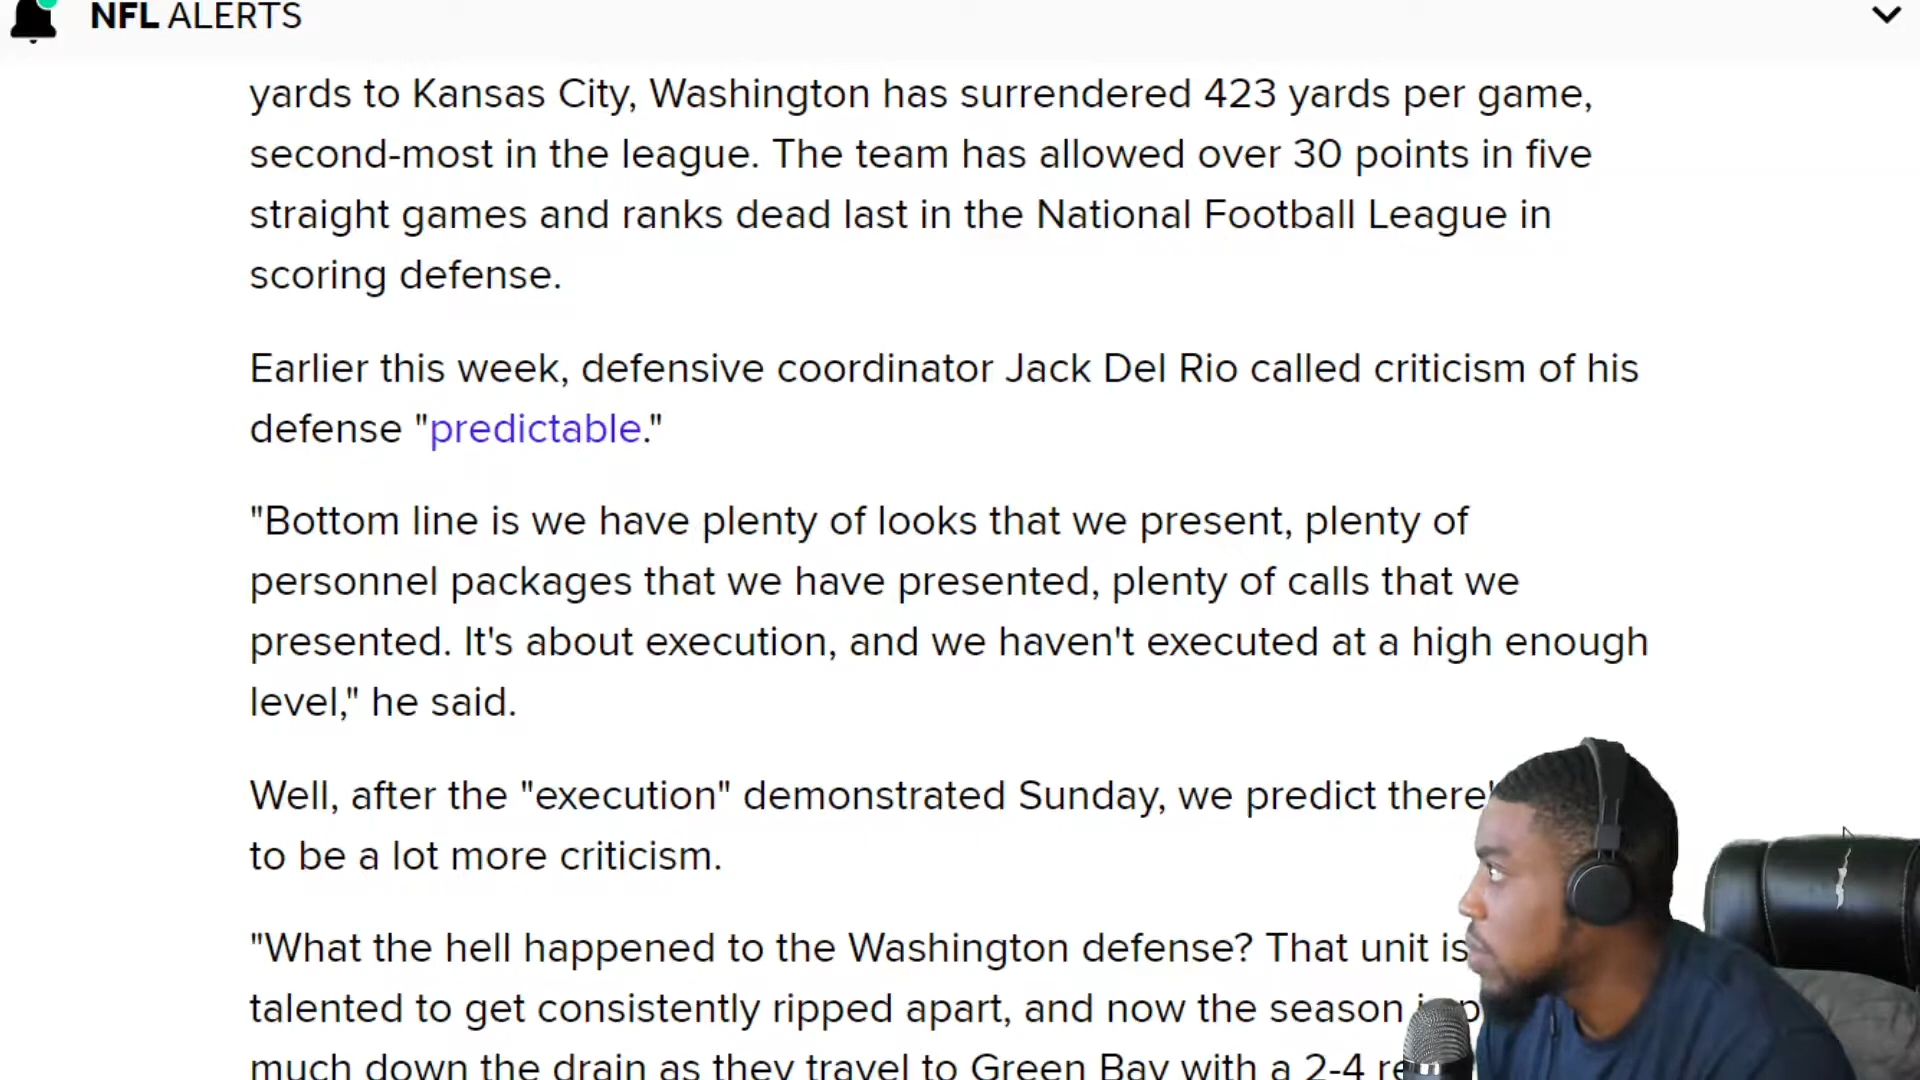 NFL ALERTS
yards to Kansas City, Washington has surrendered 423 yards per game,
second-most in the league. The team has allowed over 30 points in five
straight games and ranks dead last in the National Football League in
scoring defense.
Earlier this week, defensive coordinator Jack Del Rio called criticism of his
defense "predictable."
"Bottom line is we have plenty of looks that we present, plenty of
personnel packages that we have presented, plenty of calls that we
presented. It's about execution, and we haven't executed at a high enough
level," he said.
Well, after the "execution" demonstrated Sunday, we predict there'
to be a lot more criticism.
"What the hell happened to the Washington defense? That unit is
talented to get consistently ripped apart, and now the season
much down the drain as they travel to Green Bay with a 2-4